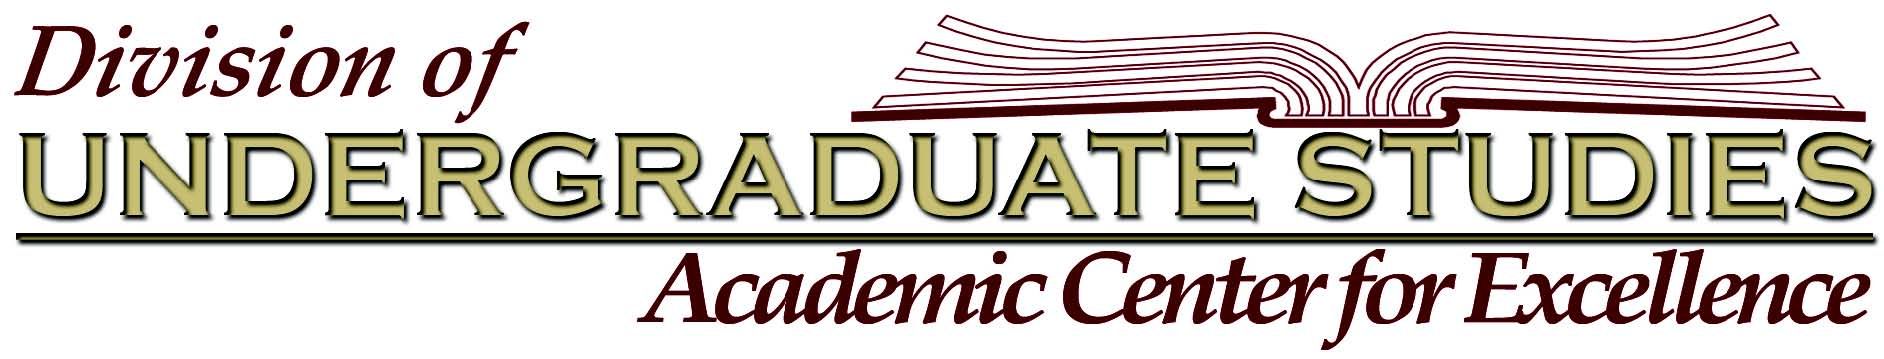 Division of
UNDERGRADUATE STUDIES
Academic Center for Excellence